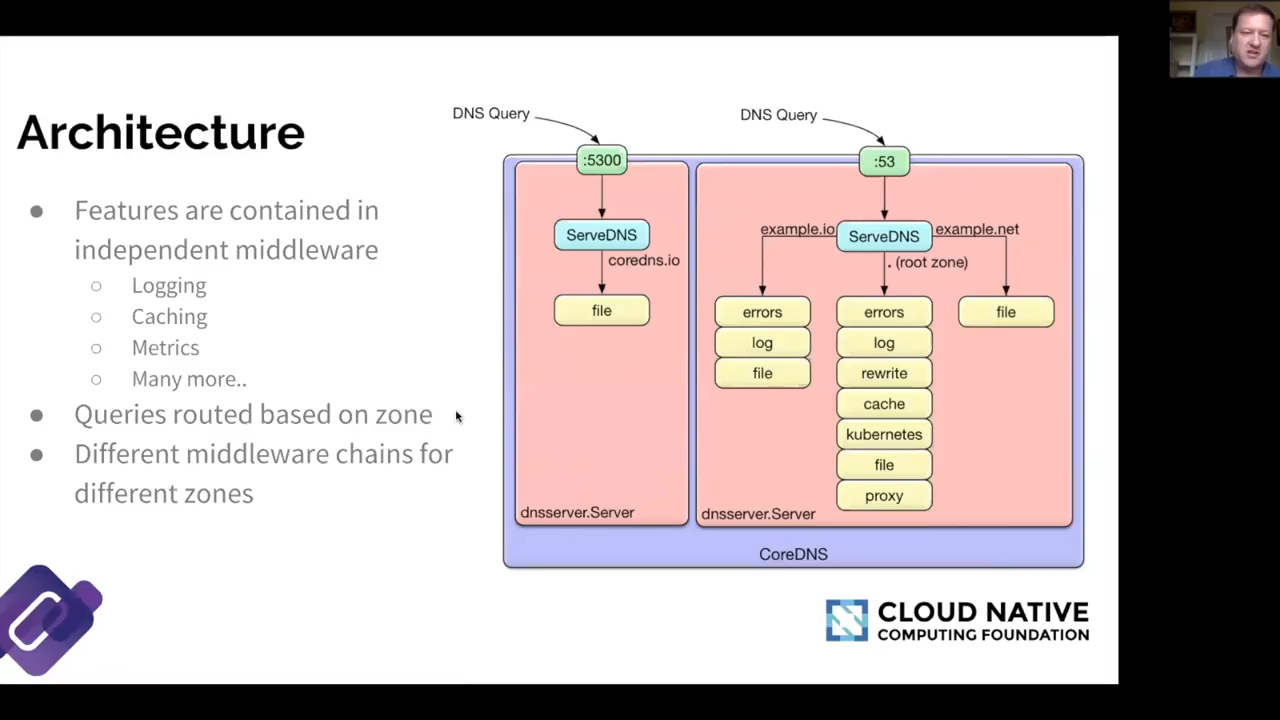 Architecture
Features are contained in
independent middleware
Logging
Caching
Metrics
Many more..
Queries routed based on zone
Different middleware chains for
different zones
DNS Query
:5300
ServeDNS
coredns.io
file
dnsserver.Server
DNS Query
:53
example.io
ServeDNS
example.net
. (root zone)
errors
log
file
errors
log
rewrite
cache
kubernetes
file
proxy
file
dnsserver.Server
CoreDNS
CLOUD NATIVE
COMPUTING FOUNDATION